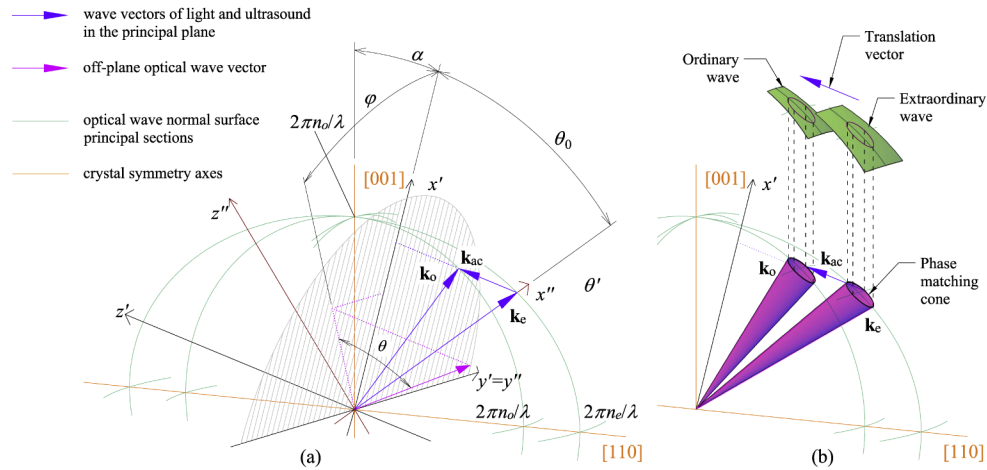 wave vectors of light and ultrasound
in the principal plane
off-plane optical wave vector
optical wave normal surface
principal sections
crystal symmetry axes
α
φ
2πnₒ/λ
θ₀
[001]
x′
z″
kₒ
k_ac
x″
θ′
kₑ
z′
θ
y′=y″
2πnₒ/λ
2πnₑ/λ
[110]
(a)
Translation
vector
Ordinary
wave
Extraordinary
wave
[001]
x′
kₒ
k_ac
Phase
matching
cone
kₑ
[110]
(b)